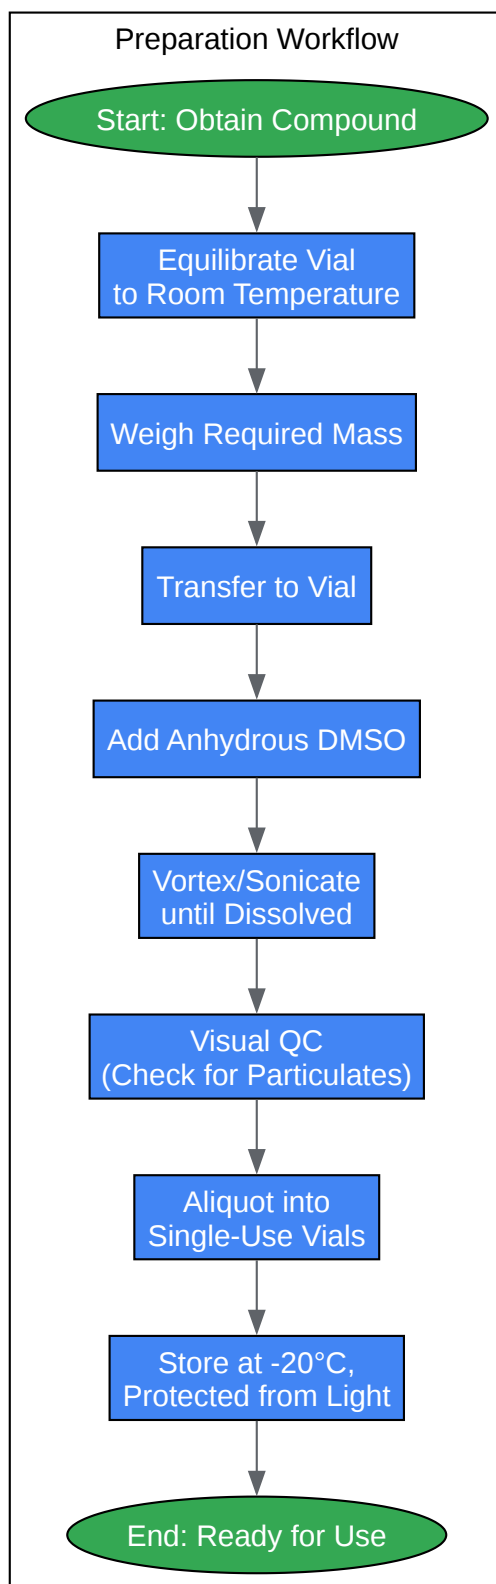 Preparation Workflow
Start: Obtain Compound
Equilibrate Vial
to Room Temperature
Weigh Required Mass
Transfer to Vial
Add Anhydrous DMSO
Vortex/Sonicate
until Dissolved
Visual QC
(Check for Particulates)
Aliquot into
Single-Use Vials
Store at -20°C,
Protected from Light
End: Ready for Use